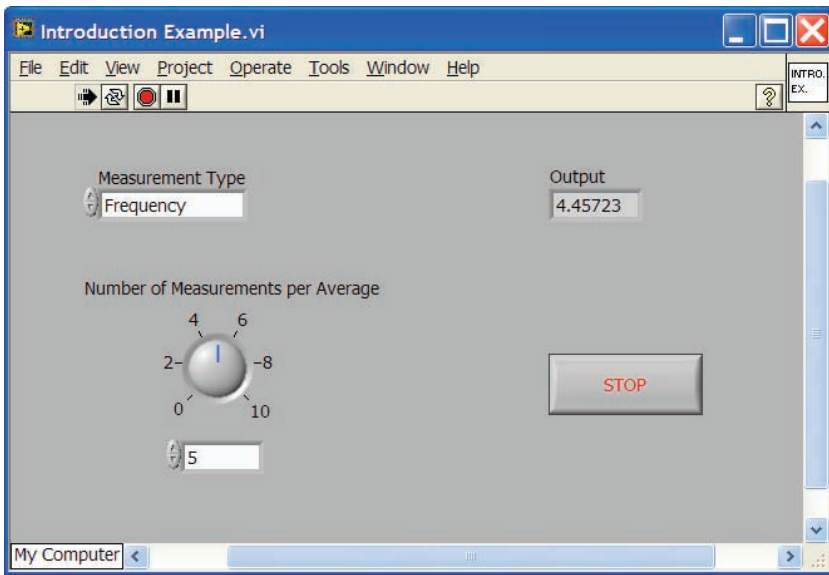 Introduction Example.vi
File Edit View Project Operate Tools Window Help
INTRO.
EX.
Measurement Type
Frequency
Output
4.45723
Number of Measurements per Average
4 6
2 8
0 10
5
STOP
My Computer